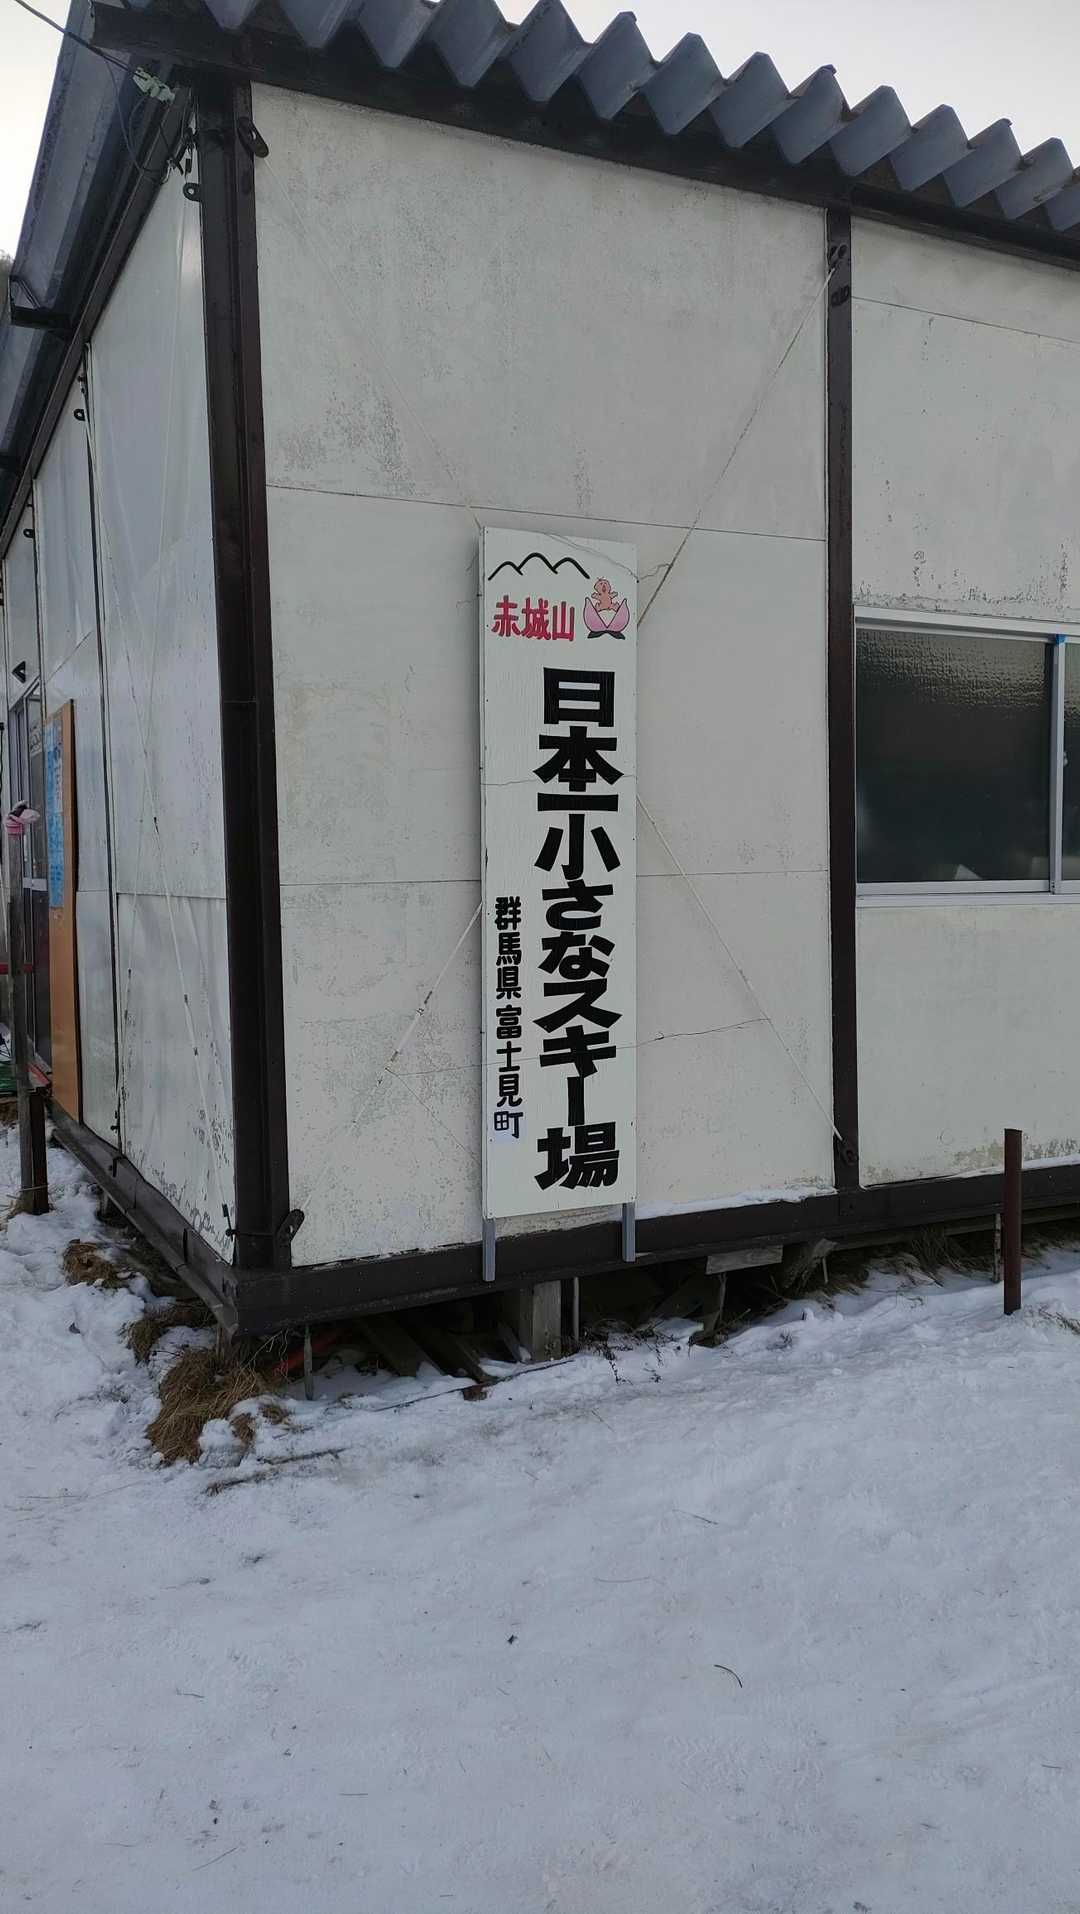 赤城山
日本一小さなスキー場
群馬県富士見町